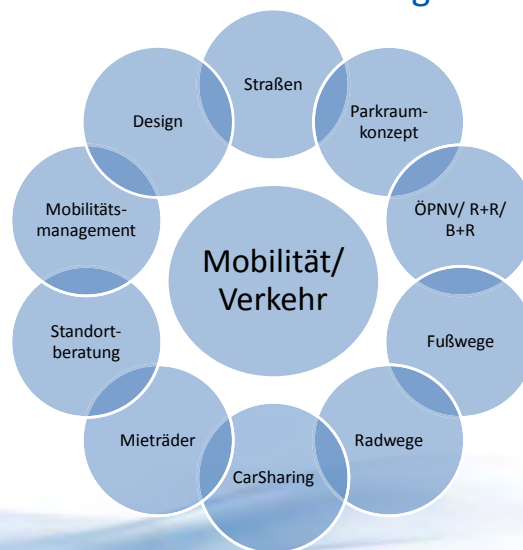 Straßen
Parkraum-
konzept
ÖPNV/ R+R/
B+R
Fußwege
Radwege
CarSharing
Mieträder
Standort-
beratung
Mobilitäts-
management
Design
Mobilität/
Verkehr